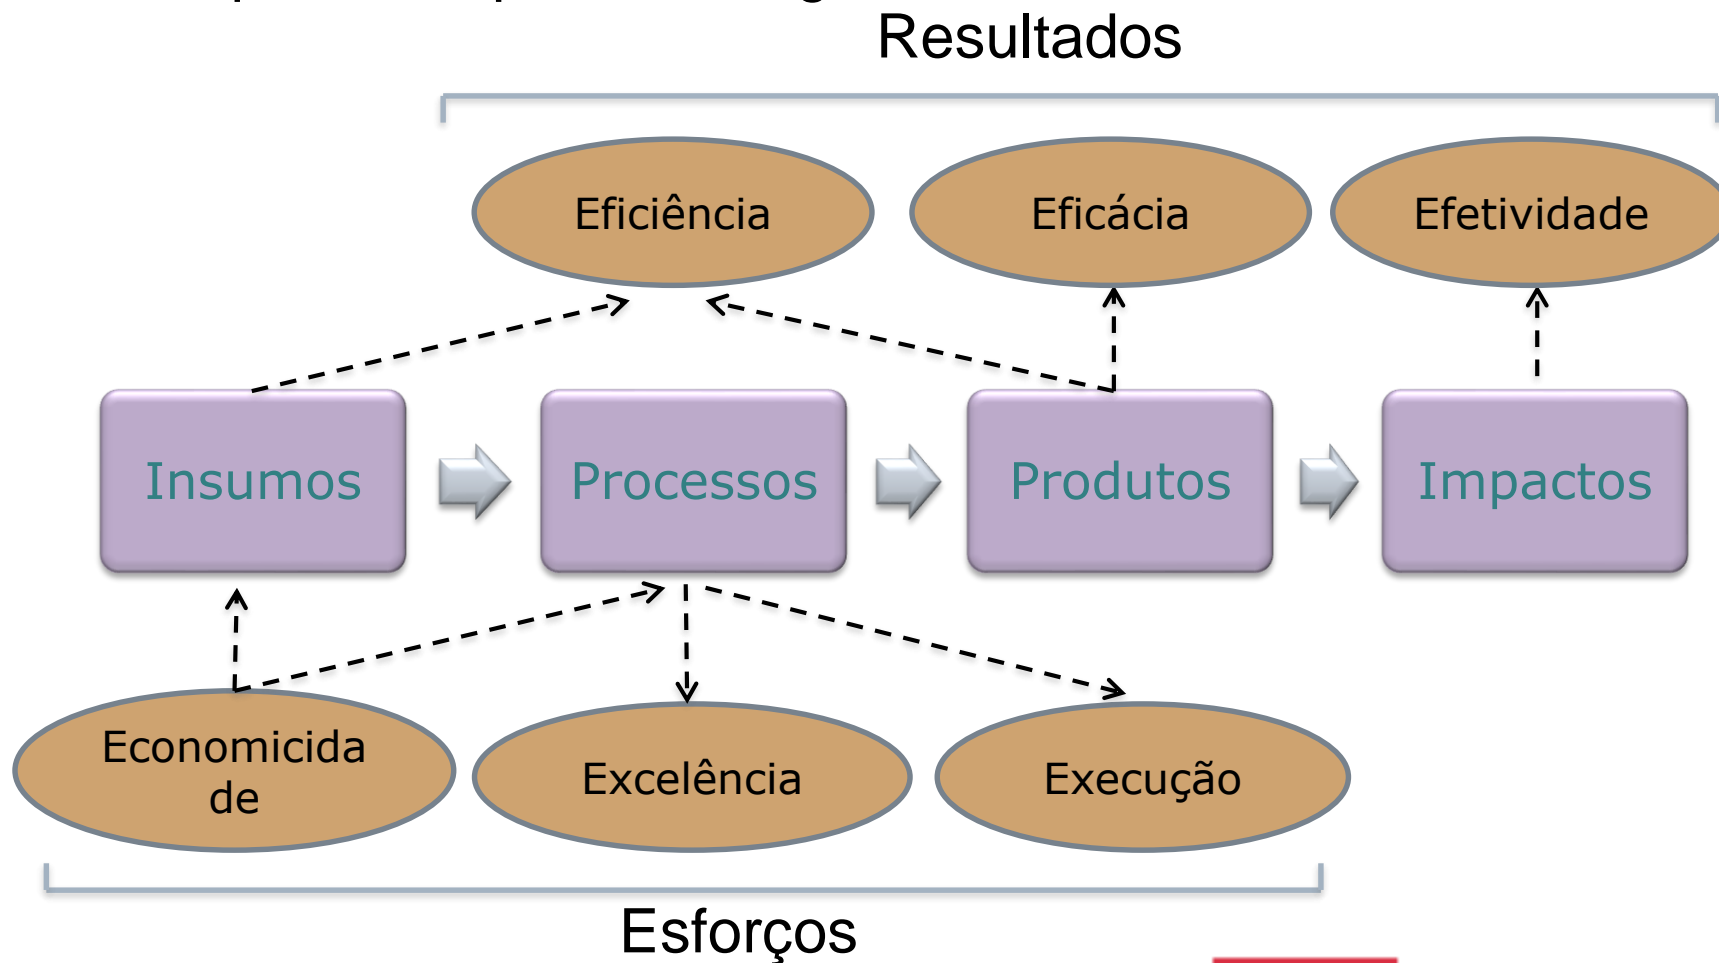 Resultados
Eficiência
Eficácia
Efetividade
Insumos
Processos
Produtos
Impactos
Economicida
de
Excelência
Execução
Esforços